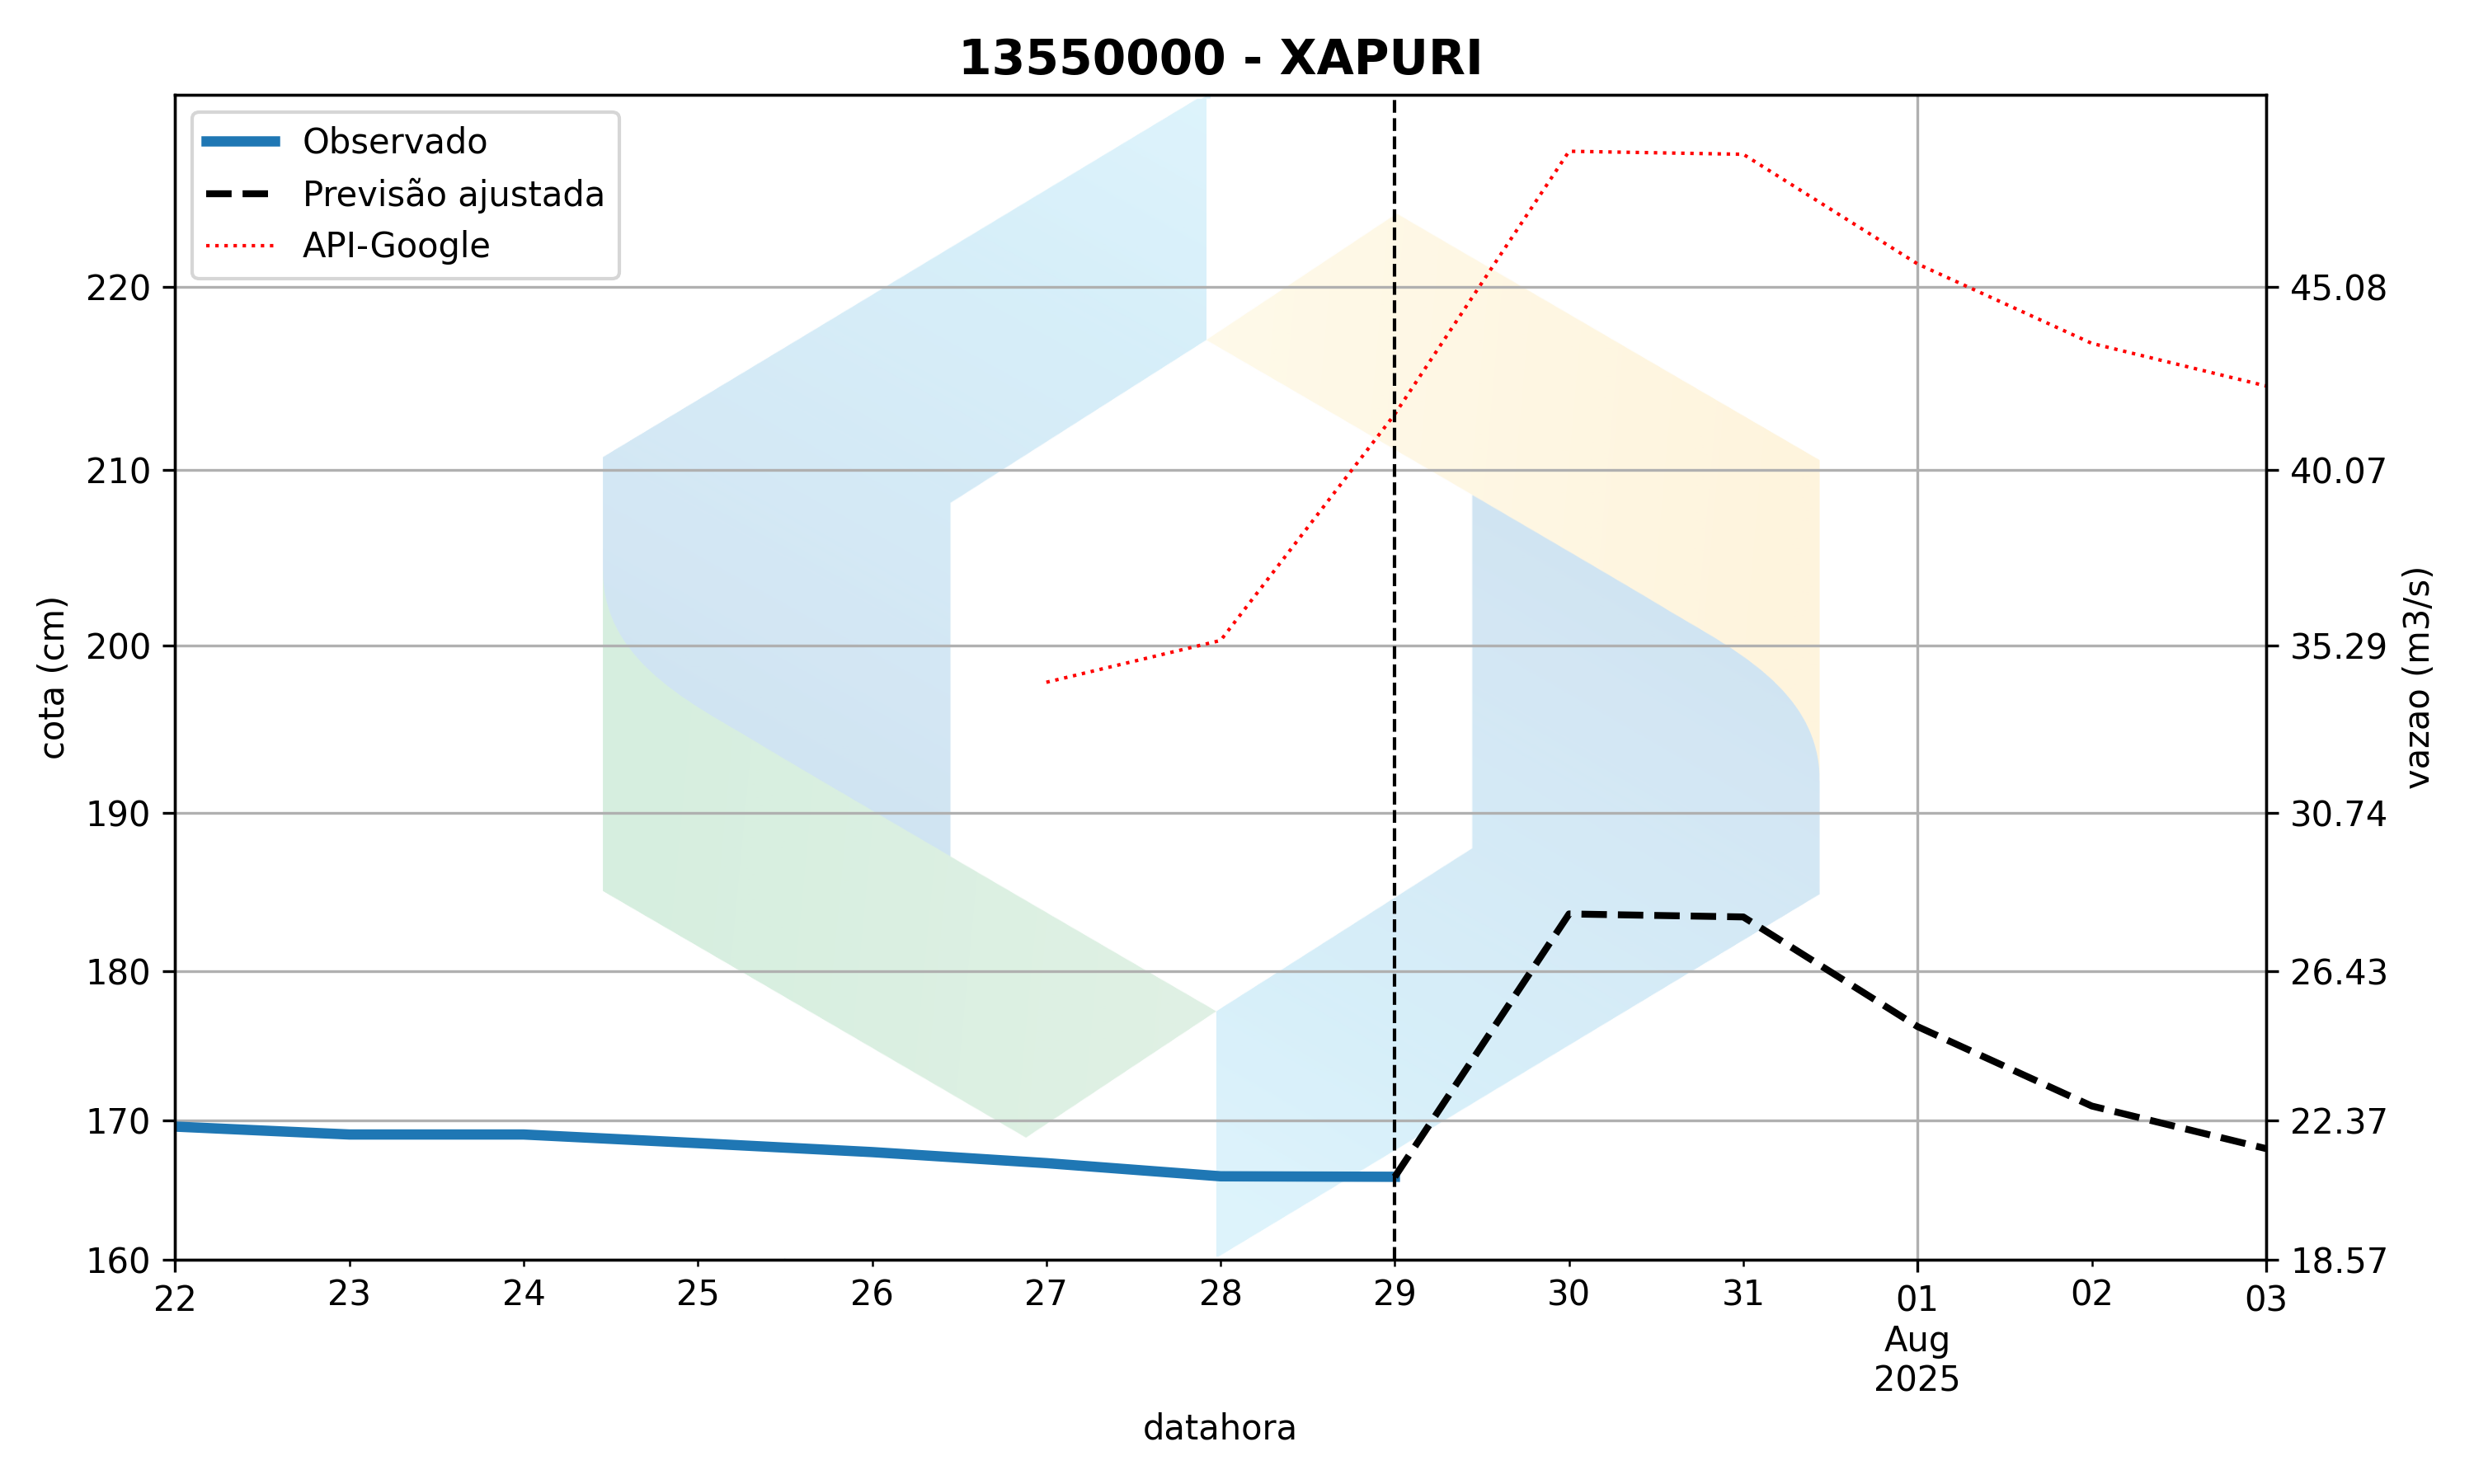 13550000 - XAPURI
Observado
Previsão ajustada
API-Google
cota (cm)
220
210
200
190
180
170
160
45.08
40.07
35.29
30.74
26.43
22.37
18.57
vazao (m3/s)
22 23 24 25 26 27 28 29 30 31 01 02 03
Aug
2025
datahora